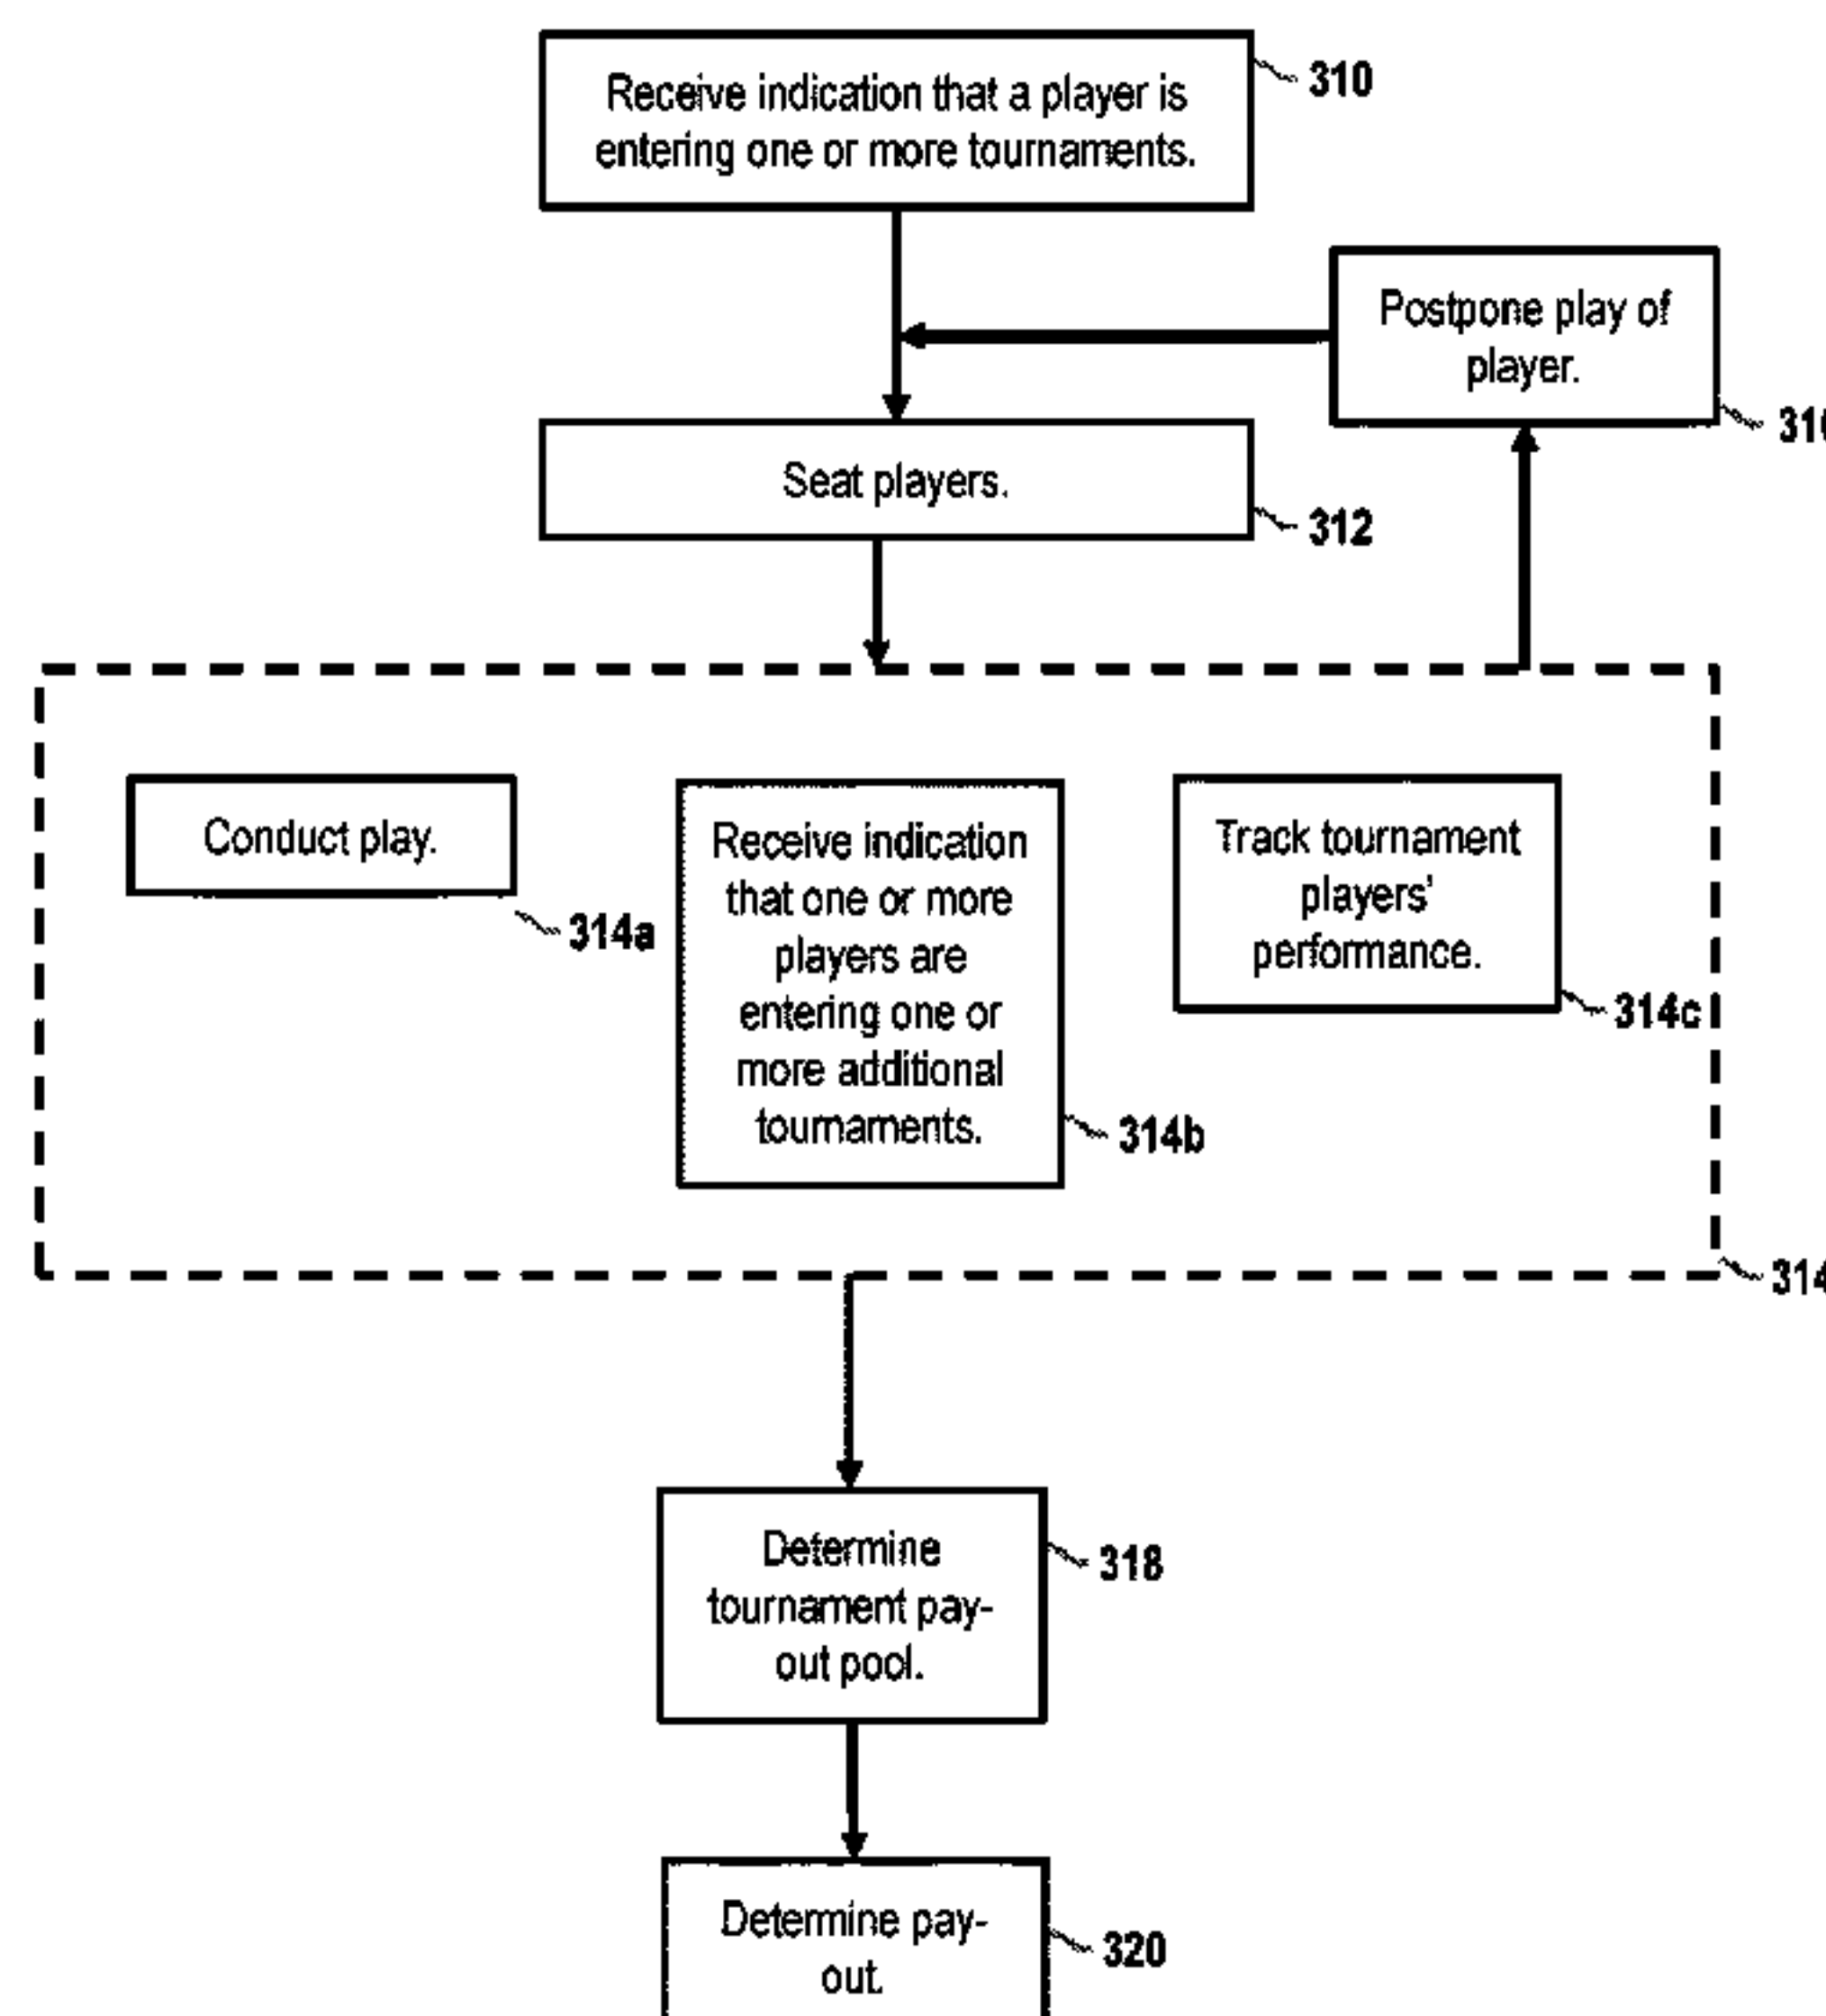 Receive indication that a player is
entering one or more tournaments.
310
Postpone play of
player.
Seat players.
312
Conduct play.
314a
Receive indication
that one or more
players are
entering one or
more additional
tournaments.
314b
Track tournament
players'
performance.
314c
314
Determine
tournament pay-
out pool.
318
Determine pay-
out.
320